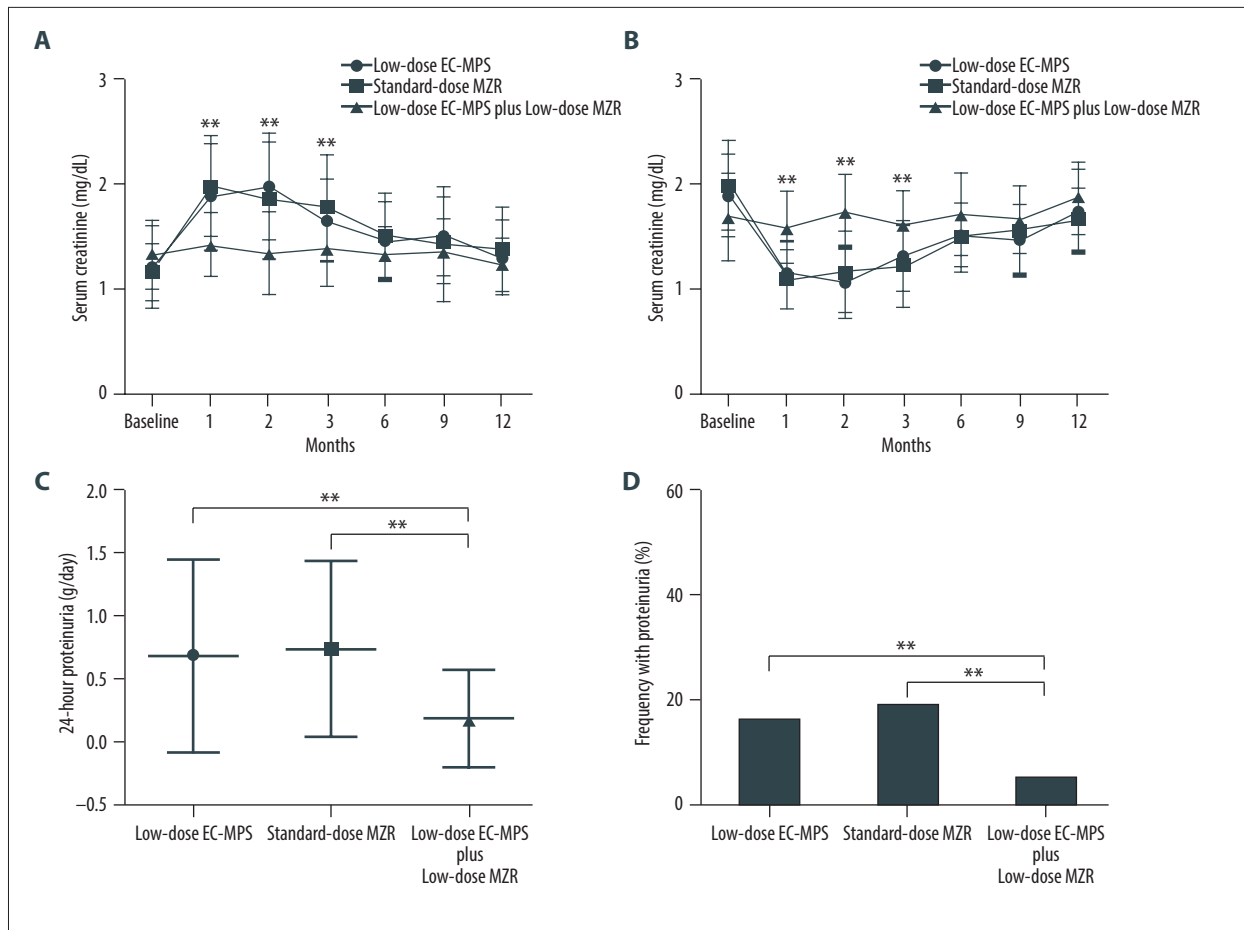 A
Low-dose EC-MPS
Standard-dose MZR
Low-dose EC-MPS plus Low-dose MZR
Serum creatinine (mg/dL)
3
2
1
0
** ** **
Baseline 1 2 3 6 9 12
Months
B
Low-dose EC-MPS
Standard-dose MZR
Low-dose EC-MPS plus Low-dose MZR
Serum creatinine (mg/dL)
3
2
1
0
** ** **
Baseline 1 2 3 6 9 12
Months
C
24-hour proteinuria (g/day)
2.0
1.5
1.0
0.5
0.0
–0.5
**
**
Low-dose EC-MPS Standard-dose MZR Low-dose EC-MPS
plus
Low-dose MZR
D
Frequency with proteinuria (%)
60
40
20
0
**
**
Low-dose EC-MPS Standard-dose MZR Low-dose EC-MPS
plus
Low-dose MZR